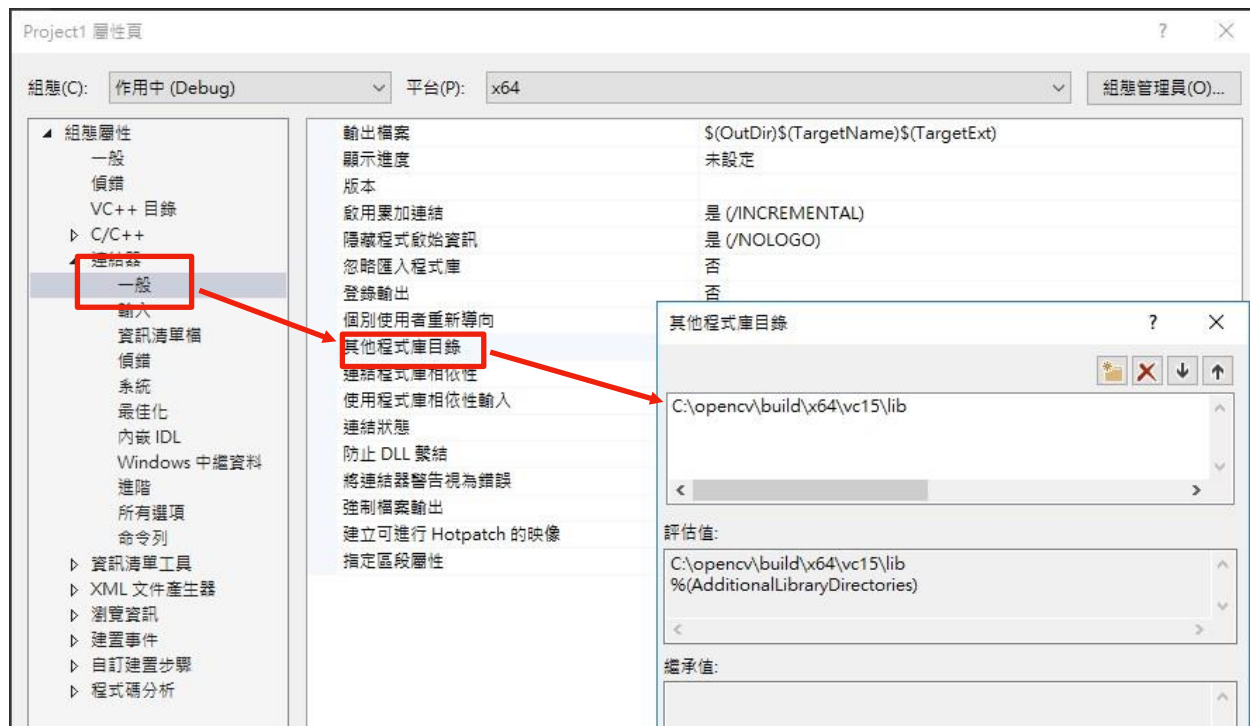 Project1 屬性頁
?
組態(C):
作用中 (Debug)
平台(P):
x64
組態管理員(O)...
組態屬性
一般
偵錯
VC++ 目錄
C/C++
連結器
一般
輸入
資訊清單檔
偵錯
系統
最佳化
內嵌 IDL
Windows 中繼資料
進階
所有選項
命令列
資訊清單工具
XML 文件產生器
瀏覽資訊
建置事件
自訂建置步驟
程式碼分析
輸出檔案 $(OutDir)$(TargetName)$(TargetExt)
顯示進度 未設定
版本
啟用累加連結 是 (/INCREMENTAL)
隱藏程式啟始資訊 是 (/NOLOGO)
忽略匯入程式庫 否
登錄輸出 否
個別使用者重新導向
其他程式庫目錄
連結程式庫相依性
使用程式庫相依性輸入
連結狀態
防止 DLL 繫結
將連結器警告視為錯誤
強制檔案輸出
建立可進行 Hotpatch 的映像
指定區段屬性
其他程式庫目錄
?
C:\opencv\build\x64\vc15\lib
評估值:
C:\opencv\build\x64\vc15\lib
%(AdditionalLibraryDirectories)
繼承值: